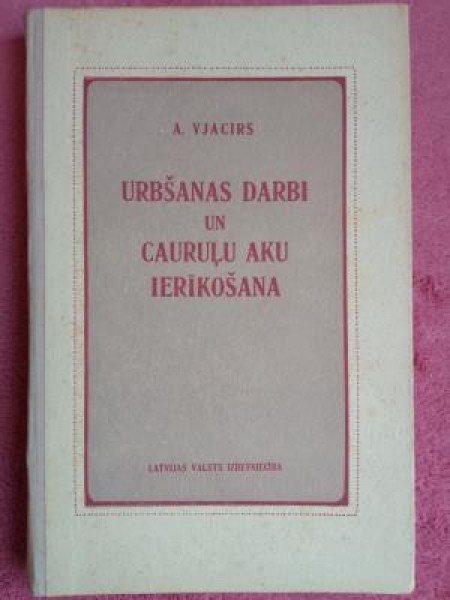 A. VJACIRS
URBŠANAS DARBI
UN
CAURUĻU AKU
IERĪKOŠANA
LATVIJAS VALSTS IZDEVNIECĪBA